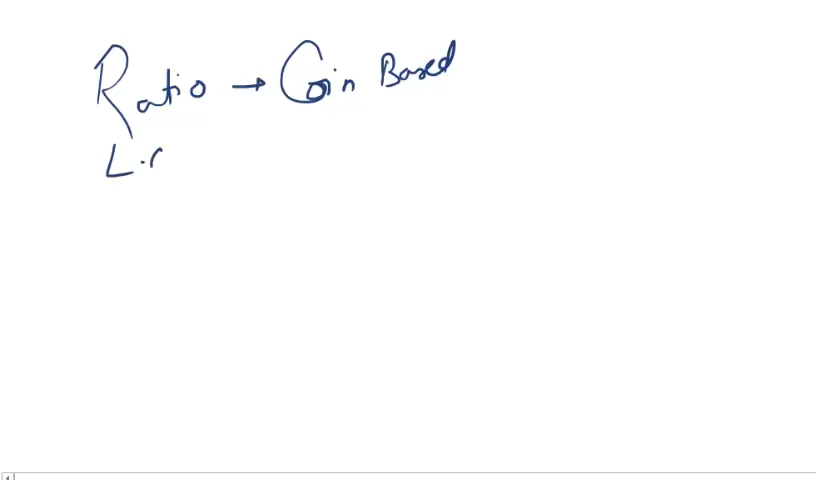 Ratio → Coin Based
L.